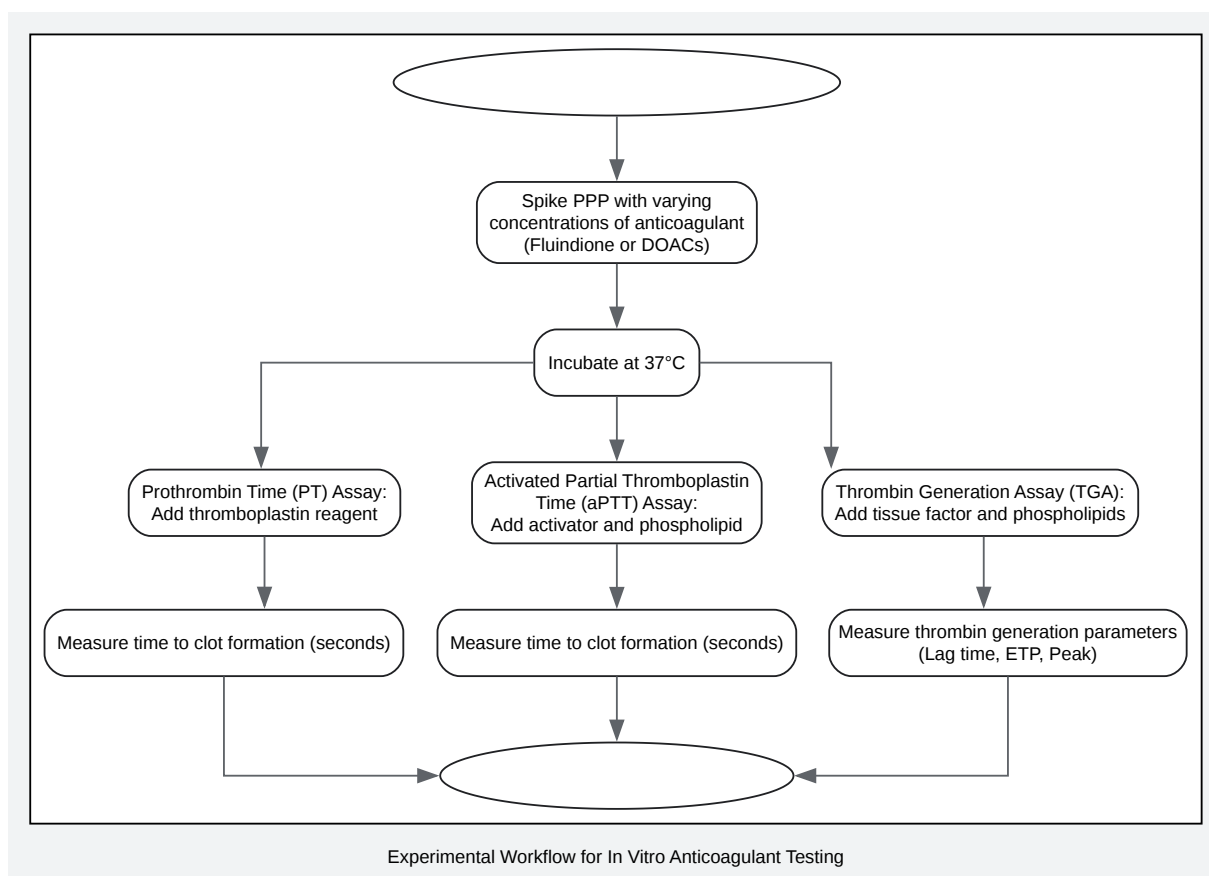 Spike PPP with varying
concentrations of anticoagulant
(Fluindione or DOACs)
Incubate at 37°C
Prothrombin Time (PT) Assay:
Add thromboplastin reagent
Activated Partial Thromboplastin
Time (aPTT) Assay:
Add activator and phospholipid
Thrombin Generation Assay (TGA):
Add tissue factor and phospholipids
Measure time to clot formation (seconds)
Measure time to clot formation (seconds)
Measure thrombin generation parameters
(Lag time, ETP, Peak)
Experimental Workflow for In Vitro Anticoagulant Testing